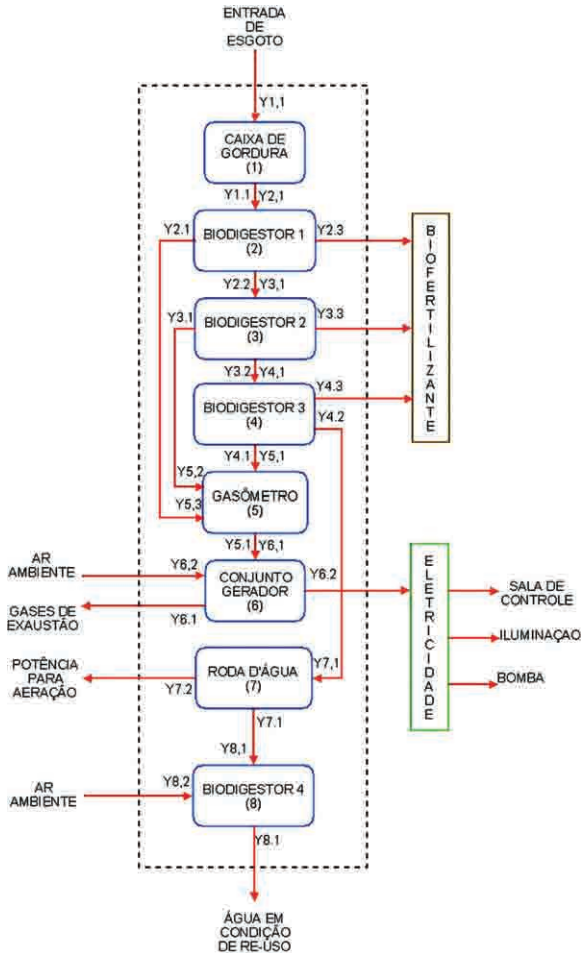 ENTRADA
DE
ESGOTO
Y1,1
CAIXA DE
GORDURA
(1)
Y1.1 Y2,1
Y2.1
BIODIGESTOR 1
(2)
Y2.3
Y2.2 Y3,1
Y3.1
BIODIGESTOR 2
(3)
Y3.3
Y3.2 Y4,1
BIODIGESTOR 3
(4)
Y4.3
Y4.2
BIOFERTILIZANTE
Y4.1 Y5,1
Y5,2
Y5,3
GASÔMETRO
(5)
Y5.1 Y6,1
AR
AMBIENTE
Y6,2
CONJUNTO
GERADOR
(6)
Y6.2
GASES DE
EXAUSTÃO
Y6.1
ELETRICIDADE
SALA DE
CONTROLE
ILUMINAÇAO
BOMBA
POTÊNCIA
PARA
AERAÇÃO
Y7.2
RODA D'ÁGUA
(7)
Y7,1
Y7.1
Y8,1
AR
AMBIENTE
Y8,2
BIODIGESTOR 4
(8)
Y8.1
ÁGUA EM
CONDIÇÃO
DE RE-USO